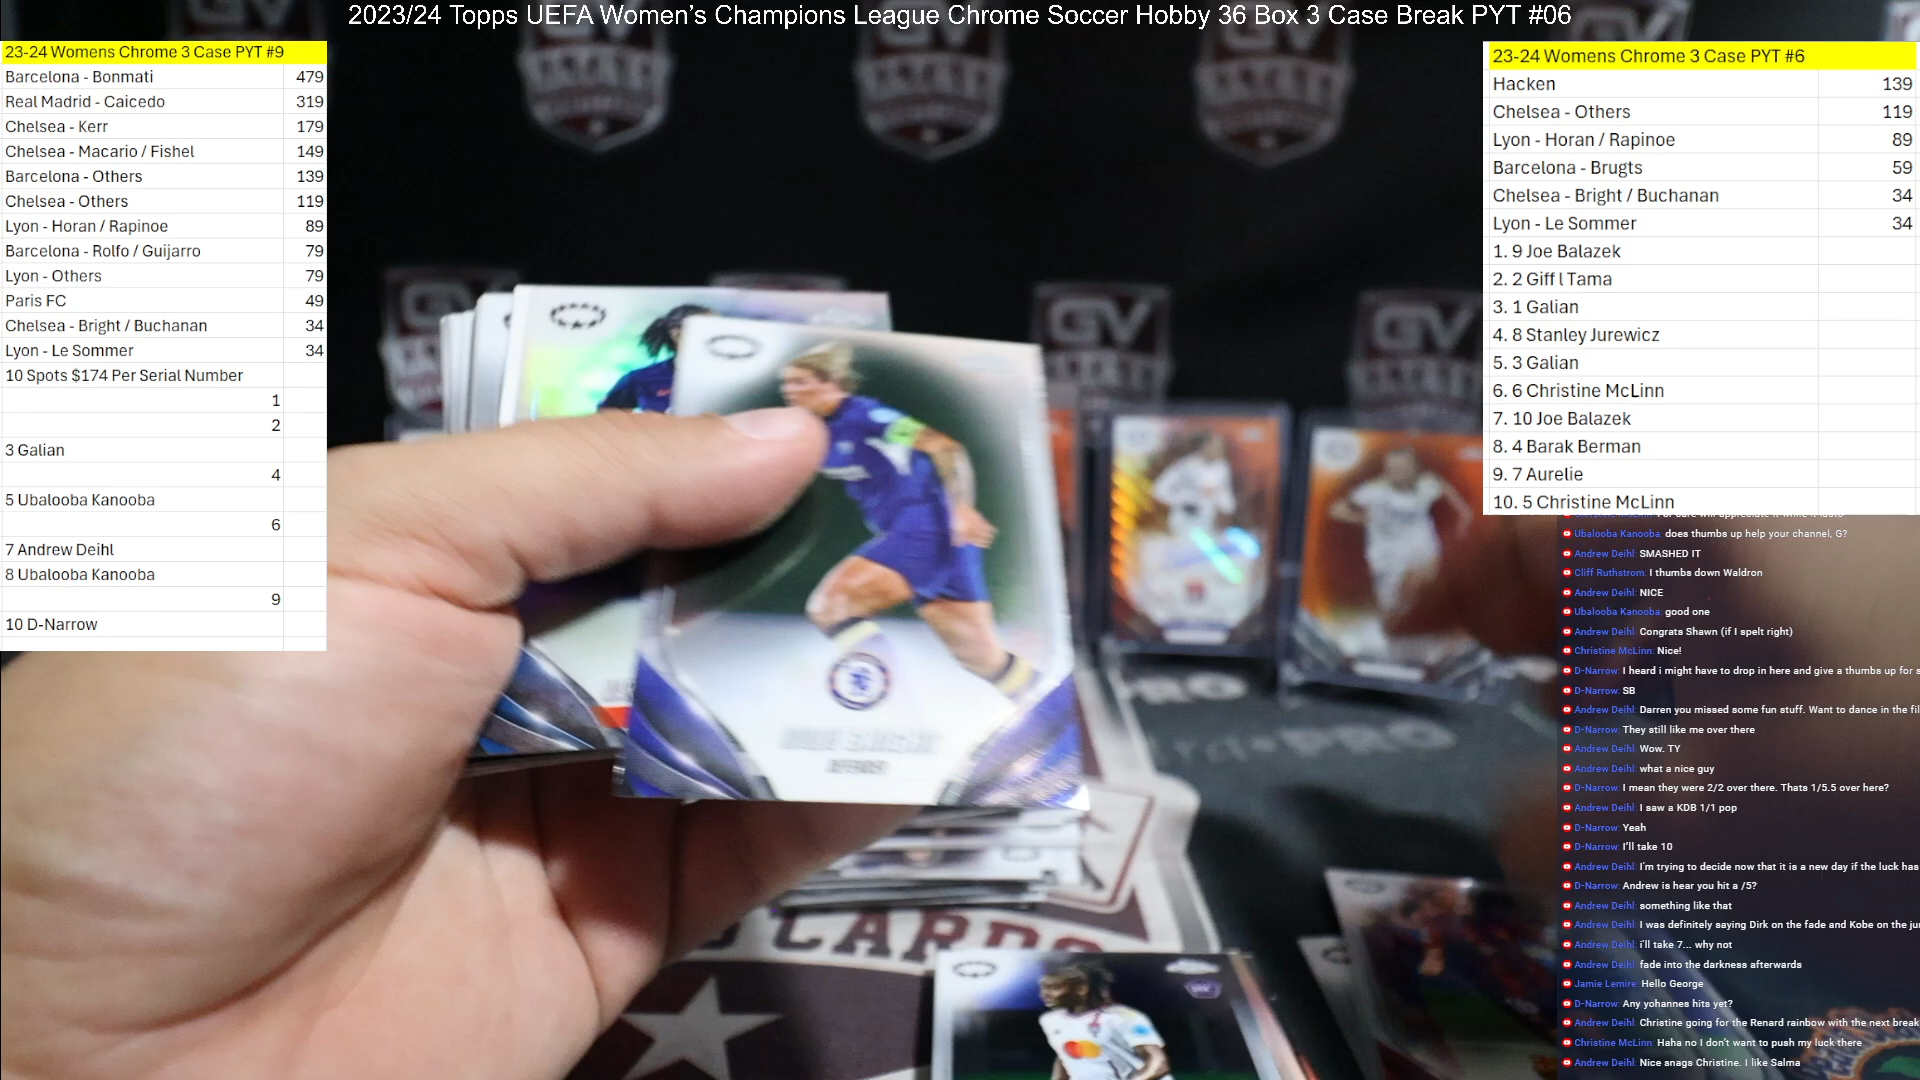 2023/24 Topps UEFA Women's Champions League Chrome Soccer Hobby 36 Box 3 Case Break PYT #06
23-24 Womens Chrome 3 Case PYT #9
Barcelona - Bonmati 479
Real Madrid - Caicedo 319
Chelsea - Kerr 179
Chelsea - Macario / Fishel 149
Barcelona - Others 139
Chelsea - Others 119
Lyon - Horan / Rapinoe 89
Barcelona - Rolfo / Guijarro 79
Lyon - Others 79
Paris FC 49
Chelsea - Bright / Buchanan 34
Lyon - Le Sommer 34
10 Spots $174 Per Serial Number
1
2
3 Galian
4
5 Ubalooba Kanooba
6
7 Andrew Deihl
8 Ubalooba Kanooba
9
10 D-Narrow
23-24 Womens Chrome 3 Case PYT #6
Hacken 139
Chelsea - Others 119
Lyon - Horan / Rapinoe 89
Barcelona - Brugts 59
Chelsea - Bright / Buchanan 34
Lyon - Le Sommer 34
1. 9 Joe Balazek
2. 2 Giff l Tama
3. 1 Galian
4. 8 Stanley Jurewicz
5. 3 Galian
6. 6 Christine McLinn
7. 10 Joe Balazek
8. 4 Barak Berman
9. 7 Aurelie
10. 5 Christine McLinn
Ubalooba Kanooba: does thumbs up help your channel, G?
Andrew Deihl: SMASHED IT
Cliff Ruthstrom: I thumbs down Waldron
Andrew Deihl: NICE
Ubalooba Kanooba: good one
Andrew Deihl: Congrats Shawn (if I spelt right)
Christine McLinn: Nice!
D-Narrow: I heard i might have to drop in here and give a thumbs up for s
D-Narrow: SB
Andrew Deihl: Darren you missed some fun stuff. Want to dance in the fil
D-Narrow: They still like me over there
Andrew Deihl: Wow. TY
Andrew Deihl: what a nice guy
D-Narrow: I mean they were 2/2 over there. Thats 1/5.5 over here?
Andrew Deihl: I saw a KDB 1/1 pop
D-Narrow: Yeah
D-Narrow: I'll take 10
Andrew Deihl: I'm trying to decide now that it is a new day if the luck has
D-Narrow: Andrew is hear you hit a /5?
Andrew Deihl: something like that
Andrew Deihl: I was definitely saying Dirk on the fade and Kobe on the ju
Andrew Deihl: i'll take 7... why not
Andrew Deihl: fade into the darkness afterwards
Jamie Lemire: Hello George
D-Narrow: Any yohannes hits yet?
Andrew Deihl: Christine going for the Renard rainbow with the next break
Christine McLinn: Haha no I don't want to push my luck there
Andrew Deihl: Nice snags Christine. I like Salma
GV
CARDS